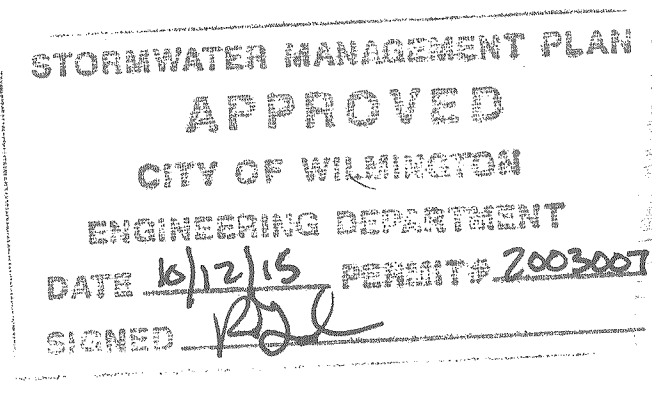 STORMWATER MANAGEMENT PLAN
APPROVED
CITY OF WILMINGTON
ENGINEERING DEPARTMENT
DATE 10/12/15 PERMIT# 2003007
SIGNED